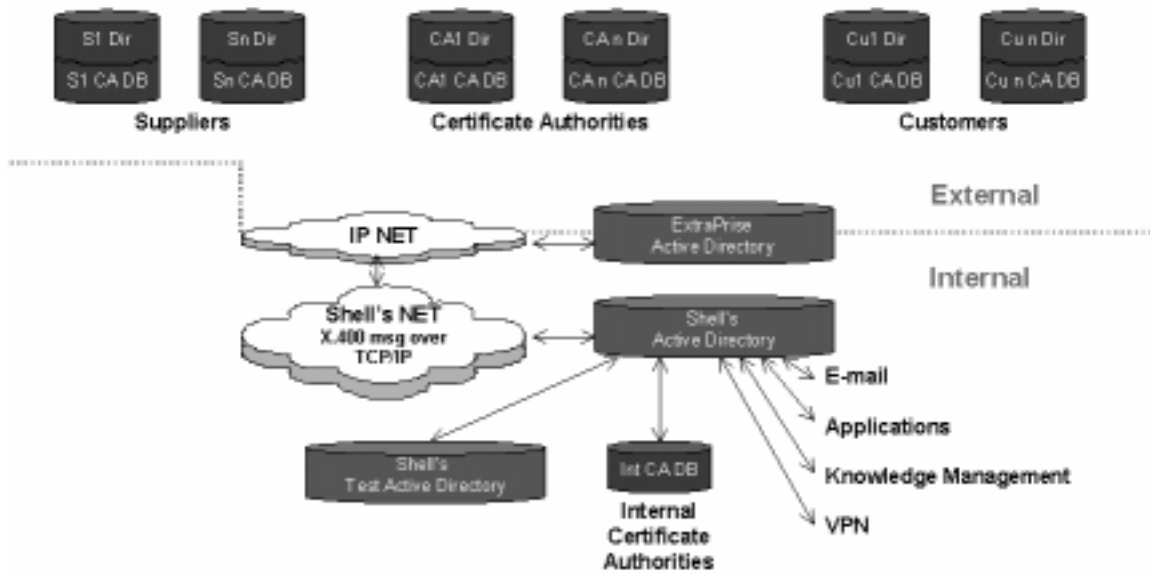 S1 Dir
S1 CA DB
Sn Dir
Sn CA DB
Suppliers
CA1 Dir
CA1 CA DB
CA n Dir
CA n CA DB
Certificate Authorities
Cu1 Dir
Cu1 CA DB
Cu n Dir
Cu n CA DB
Customers
External
IP NET
ExtraPrise
Active Directory
Internal
Shell's NET
X.400 msg over
TCP/IP
Shell's
Active Directory
E-mail
Applications
Knowledge Management
VPN
Shell's
Test Active Directory
Int CA DB
Internal
Certificate
Authorities